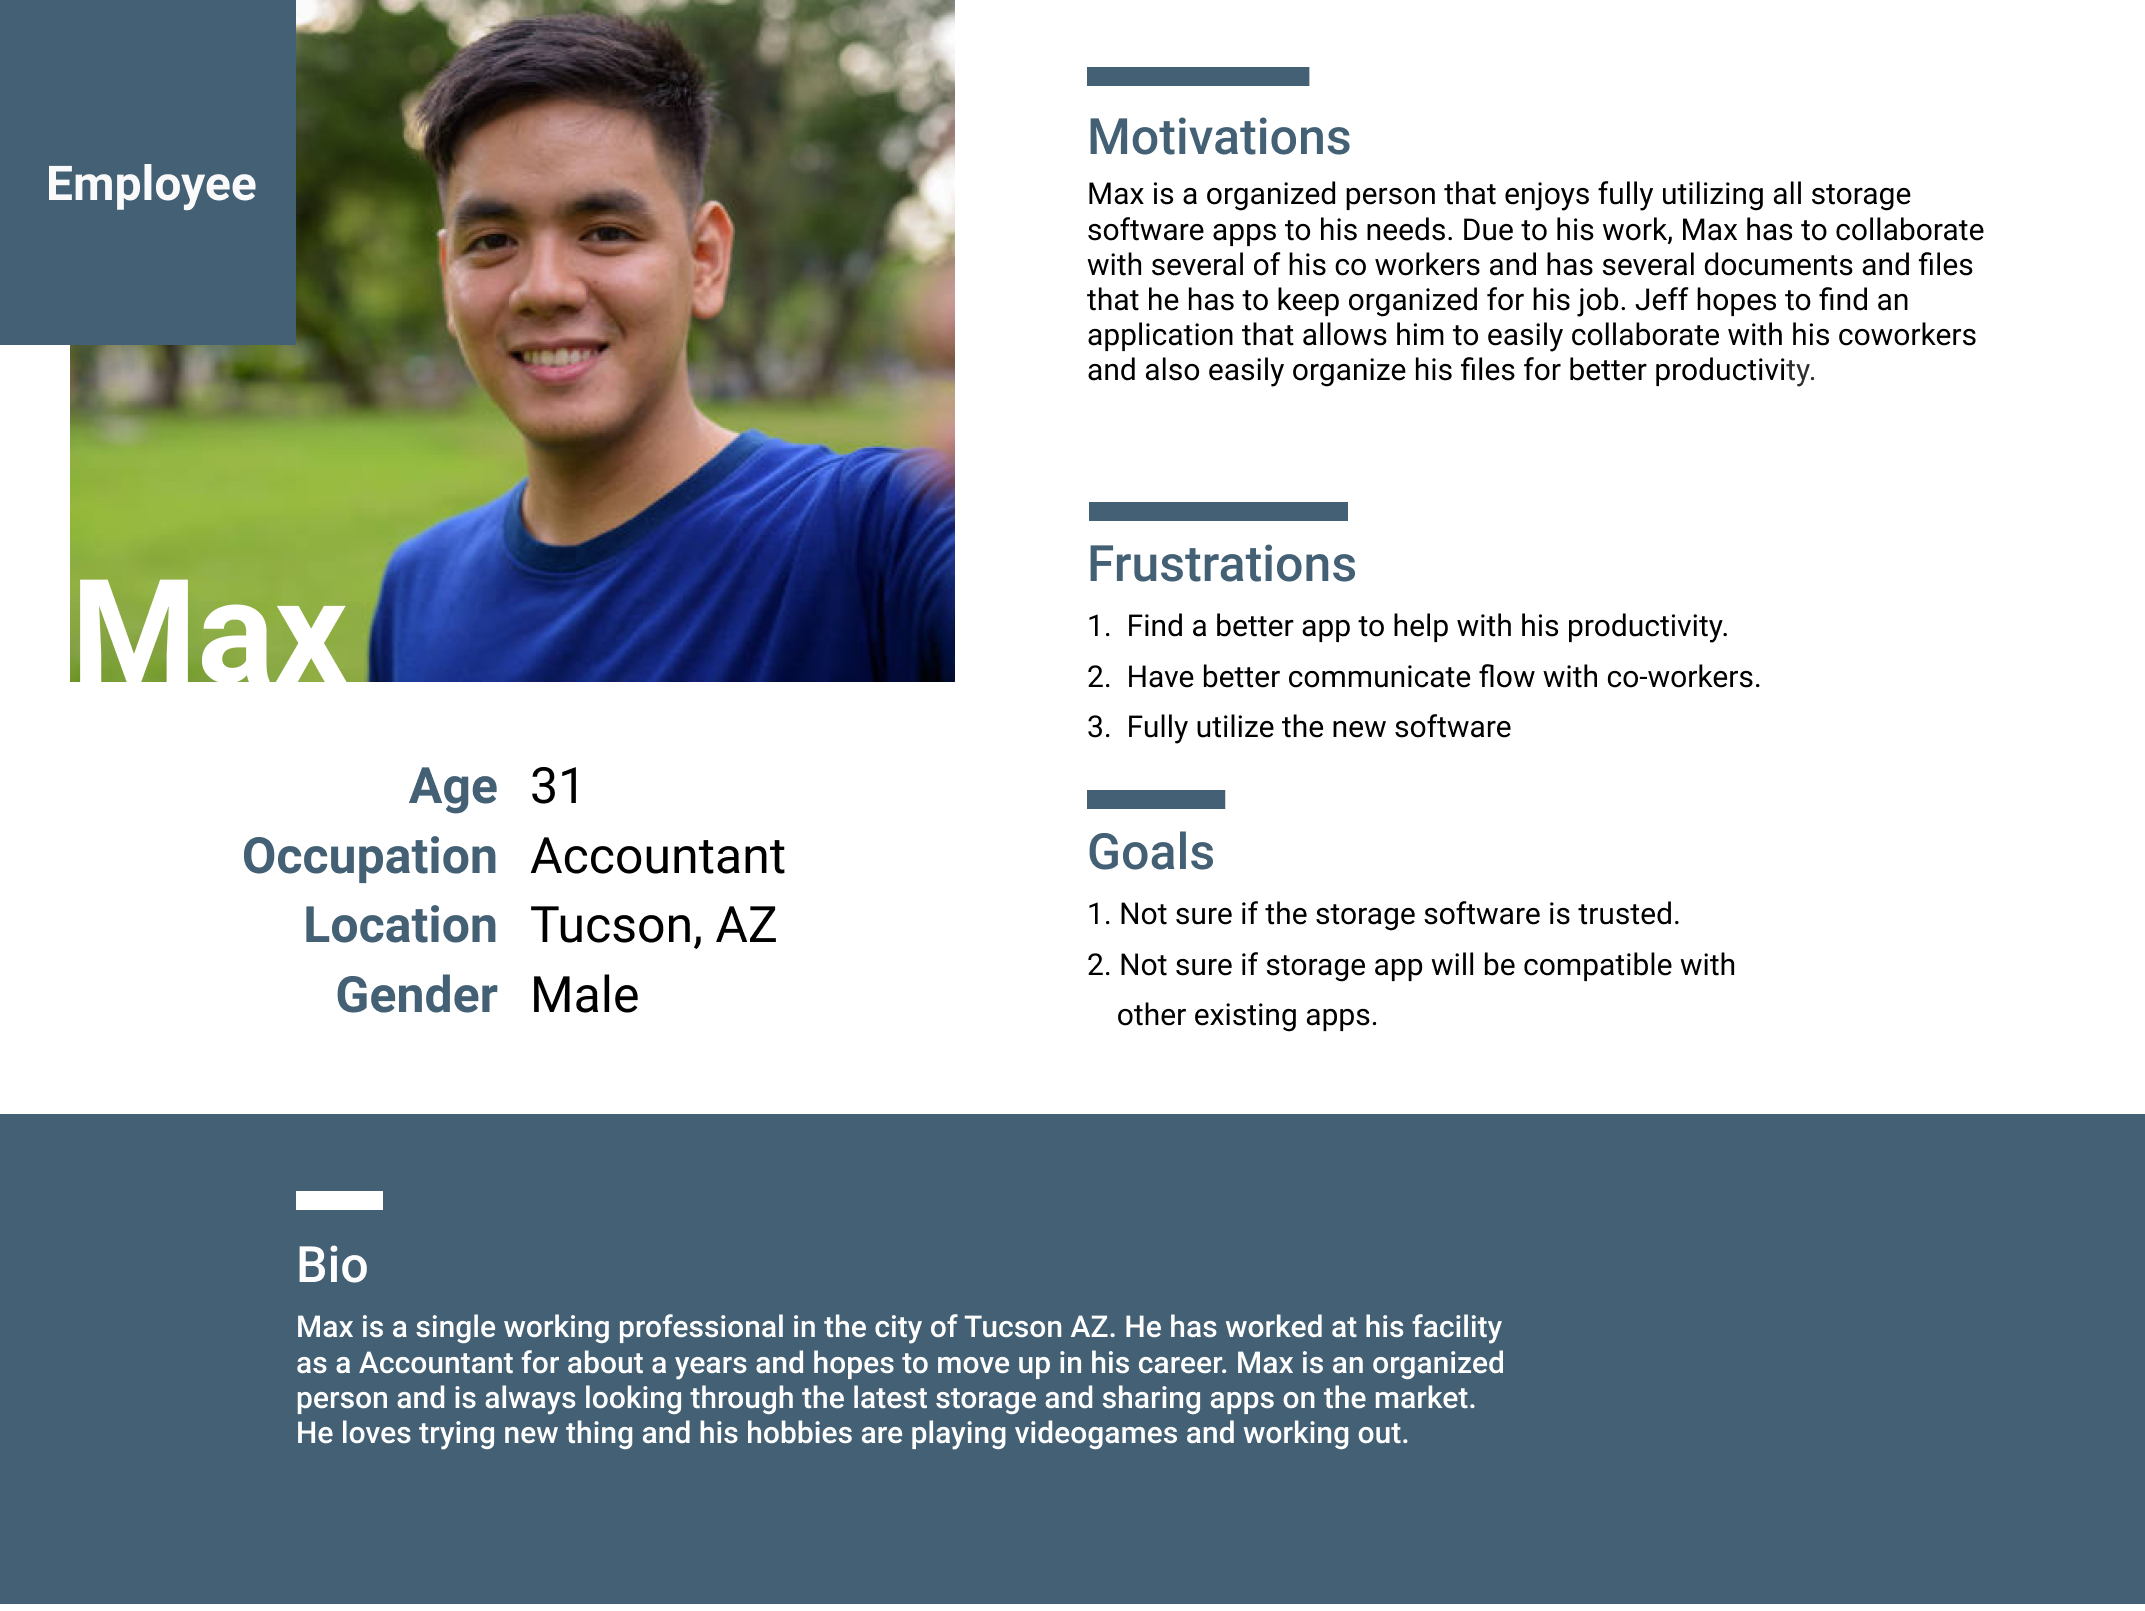 Employee
Max
Age 31
Occupation Accountant
Location Tucson, AZ
Gender Male
Motivations
Max is a organized person that enjoys fully utilizing all storage
software apps to his needs. Due to his work, Max has to collaborate
with several of his co workers and has several documents and files
that he has to keep organized for his job. Jeff hopes to find an
application that allows him to easily collaborate with his coworkers
and also easily organize his files for better productivity.
Frustrations
1. Find a better app to help with his productivity.
2. Have better communicate flow with co-workers.
3. Fully utilize the new software
Goals
1. Not sure if the storage software is trusted.
2. Not sure if storage app will be compatible with
other existing apps.
Bio
Max is a single working professional in the city of Tucson AZ. He has worked at his facility
as a Accountant for about a years and hopes to move up in his career. Max is an organized
person and is always looking through the latest storage and sharing apps on the market.
He loves trying new thing and his hobbies are playing videogames and working out.